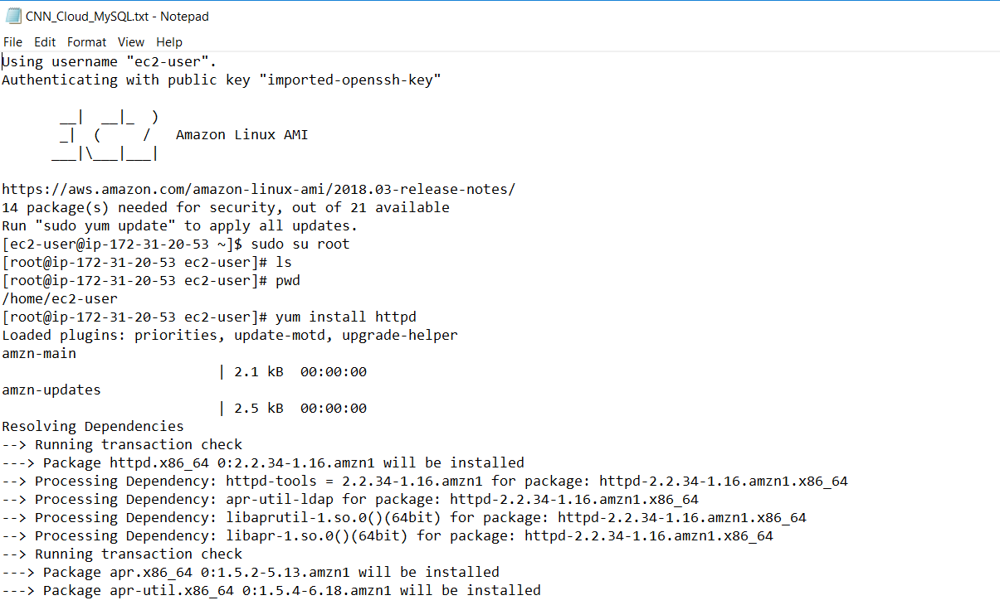 CNN_Cloud_MySQL.txt - Notepad
File Edit Format View Help
Using username "ec2-user".
Authenticating with public key "imported-openssh-key"
       __|  __|_  )
       _|  (     /   Amazon Linux AMI
      ___|\___|___|
https://aws.amazon.com/amazon-linux-ami/2018.03-release-notes/
14 package(s) needed for security, out of 21 available
Run "sudo yum update" to apply all updates.
[ec2-user@ip-172-31-20-53 ~]$ sudo su root
[root@ip-172-31-20-53 ec2-user]# ls
[root@ip-172-31-20-53 ec2-user]# pwd
/home/ec2-user
[root@ip-172-31-20-53 ec2-user]# yum install httpd
Loaded plugins: priorities, update-motd, upgrade-helper
amzn-main
                          | 2.1 kB  00:00:00
amzn-updates
                          | 2.5 kB  00:00:00
Resolving Dependencies
--> Running transaction check
---> Package httpd.x86_64 0:2.2.34-1.16.amzn1 will be installed
--> Processing Dependency: httpd-tools = 2.2.34-1.16.amzn1 for package: httpd-2.2.34-1.16.amzn1.x86_64
--> Processing Dependency: apr-util-ldap for package: httpd-2.2.34-1.16.amzn1.x86_64
--> Processing Dependency: libaprutil-1.so.0()(64bit) for package: httpd-2.2.34-1.16.amzn1.x86_64
--> Processing Dependency: libapr-1.so.0()(64bit) for package: httpd-2.2.34-1.16.amzn1.x86_64
--> Running transaction check
---> Package apr.x86_64 0:1.5.2-5.13.amzn1 will be installed
---> Package apr-util.x86_64 0:1.5.4-6.18.amzn1 will be installed